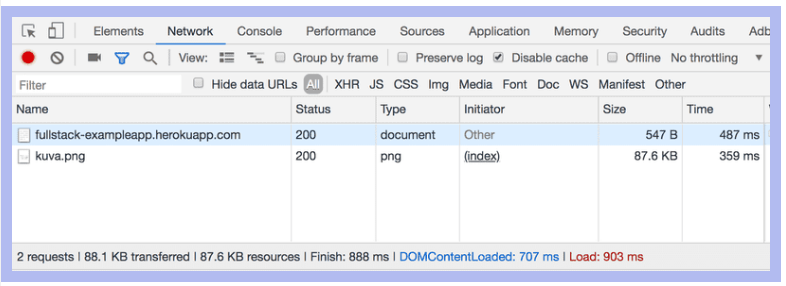 Elements Network Console Performance Sources Application Memory Security Audits Adb
View: Group by frame Preserve log Disable cache Offline No throttling
Filter Hide data URLs All XHR JS CSS Img Media Font Doc WS Manifest Other
Name Status Type Initiator Size Time
fullstack-exampleapp.herokuapp.com 200 document Other 547 B 487 ms
kuva.png 200 png (index) 87.6 KB 359 ms
2 requests | 88.1 KB transferred | 87.6 KB resources | Finish: 888 ms | DOMContentLoaded: 707 ms | Load: 903 ms